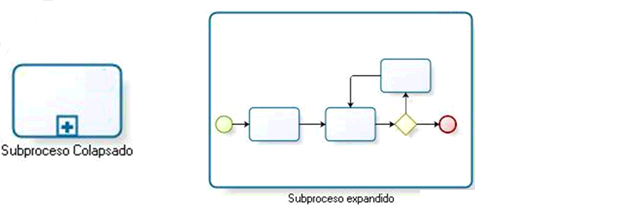 Subproceso Colapsado
Subproceso expandido